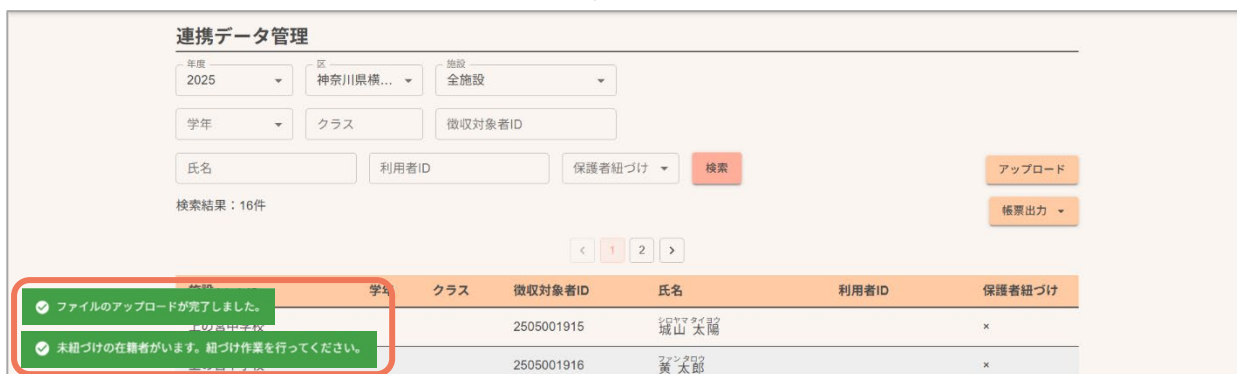 連携データ管理
年度 区 施設
2025 神奈川県横... 全施設
学年 クラス 徴収対象者ID
氏名 利用者ID 保護者紐づけ 検索 アップロード
検索結果：16件 帳票出力
< 1 2 >
学年 クラス 徴収対象者ID 氏名 利用者ID 保護者紐づけ
ファイルのアップロードが完了しました。
シロヤマ タイヨウ
上の宮中学校 2505001915 城山 太陽 ×
未紐づけの在籍者がいます。紐づけ作業を行ってください。
ファン タロウ
2505001916 黄 太郎 ×